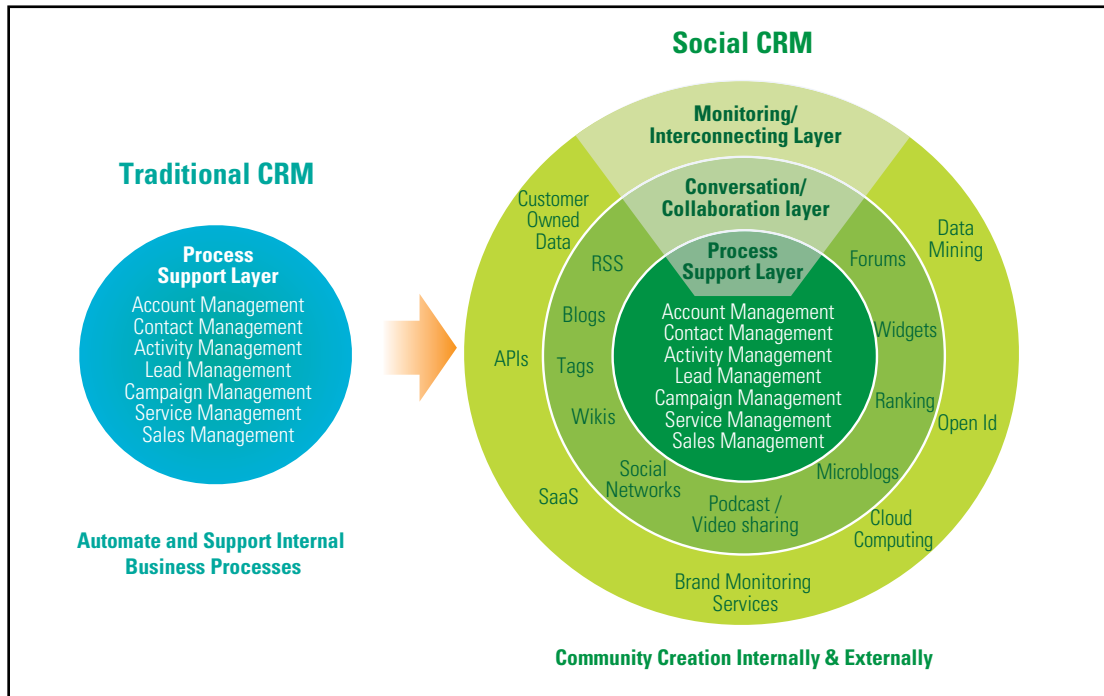 Social CRM
Traditional CRM
Process
Support Layer
Account Management
Contact Management
Activity Management
Lead Management
Campaign Management
Service Management
Sales Management
Automate and Support Internal
Business Processes
Monitoring/
Interconnecting Layer
Conversation/
Collaboration layer
Process
Support Layer
Account Management
Contact Management
Activity Management
Lead Management
Campaign Management
Service Management
Sales Management
Customer
Owned
Data
RSS
Blogs
APIs
Tags
Wikis
SaaS
Social
Networks
Podcast /
Video sharing
Microblogs
Ranking
Widgets
Forums
Data
Mining
Open Id
Cloud
Computing
Brand Monitoring
Services
Community Creation Internally & Externally